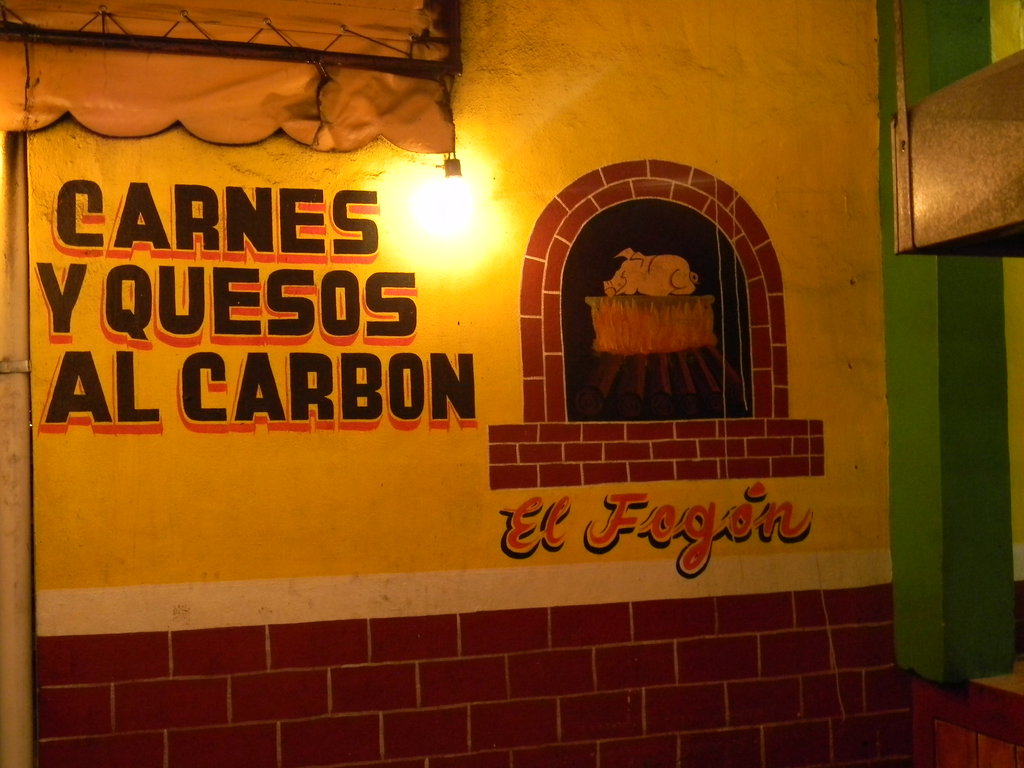 CARNES
Y QUESOS
AL CARBON
El Fogón